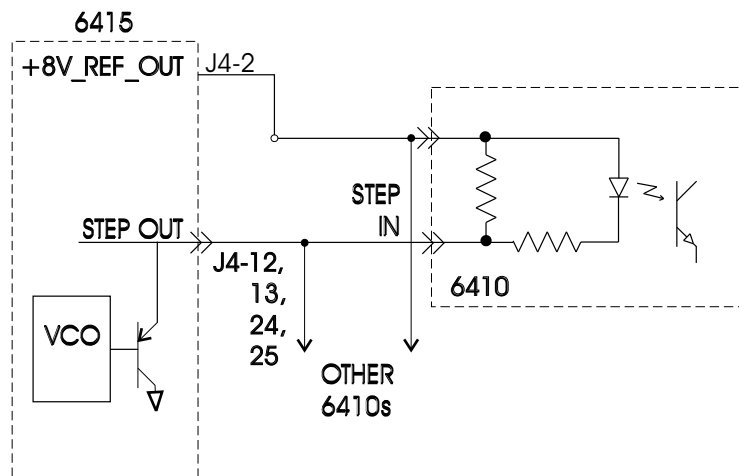 6415
+8V_REF_OUT
J4-2
STEP
IN
STEP OUT
J4-12,
13,
24,
25
6410
VCO
OTHER
6410s